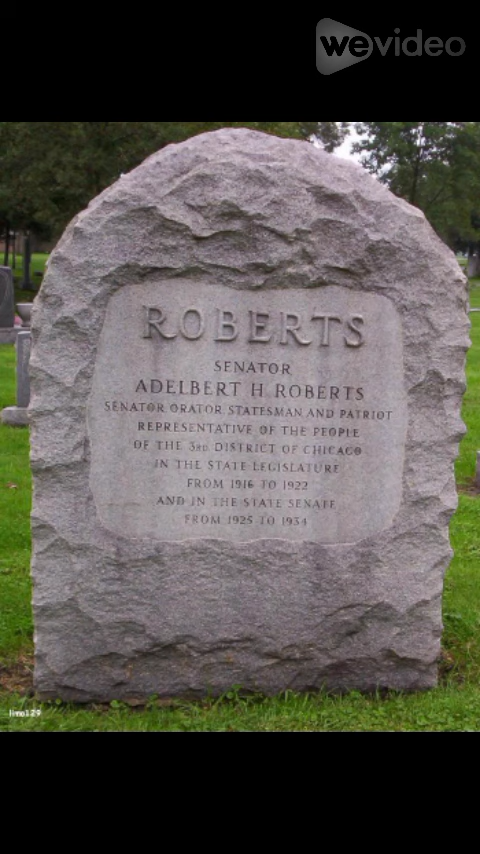 wevideo
ROBERTS
SENATOR
ADELBERT H ROBERTS
SENATOR ORATOR STATESMAN AND PATRIOT
REPRESENTATIVE OF THE PEOPLE
OF THE 3RD DISTRICT OF CHICAGO
IN THE STATE LEGISLATURE
FROM 1916 TO 1922
AND IN THE STATE SENATE
FROM 1925 TO 1934
limo129